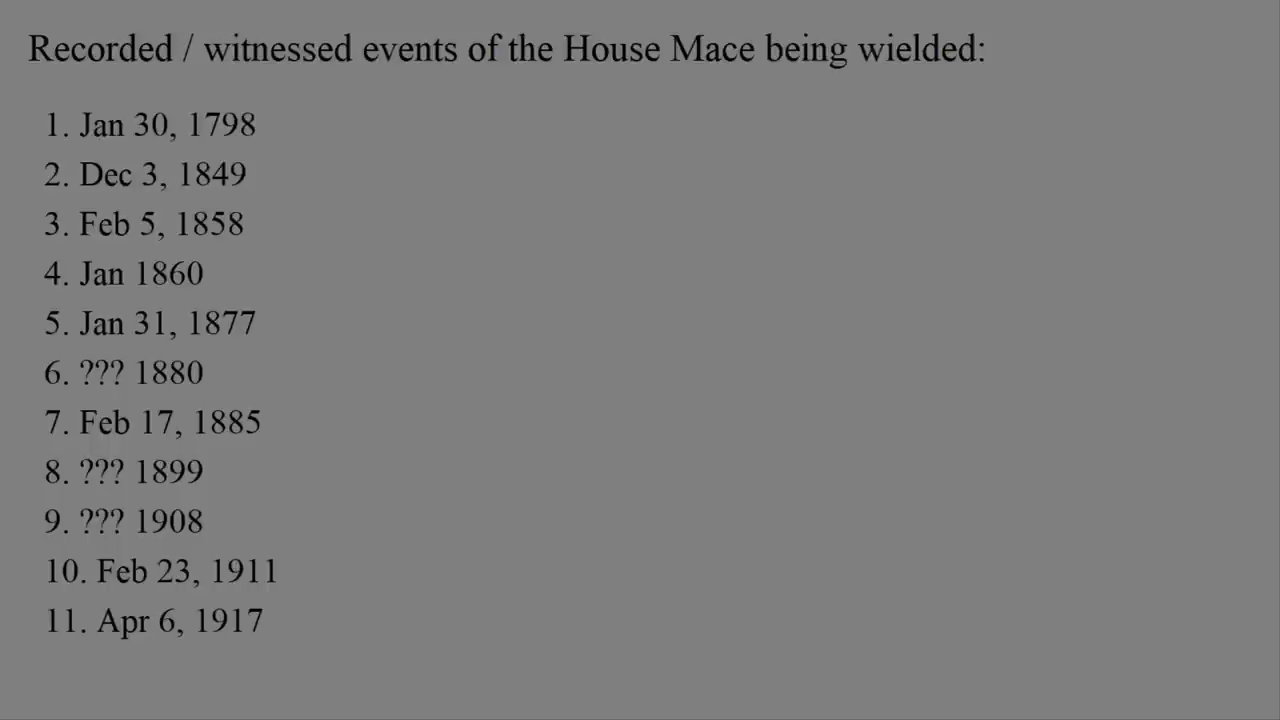 Recorded / witnessed events of the House Mace being wielded:
1. Jan 30, 1798
2. Dec 3, 1849
3. Feb 5, 1858
4. Jan 1860
5. Jan 31, 1877
6. ??? 1880
7. Feb 17, 1885
8. ??? 1899
9. ??? 1908
10. Feb 23, 1911
11. Apr 6, 1917